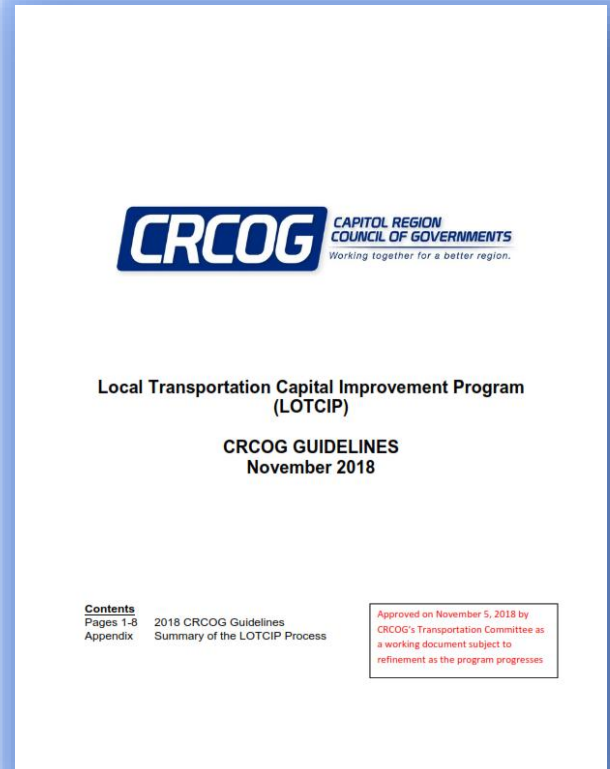 CRCOG
CAPITOL REGION
COUNCIL OF GOVERNMENTS
Working together for a better region.
Local Transportation Capital Improvement Program
(LOTCIP)
CRCOG GUIDELINES
November 2018
Contents
Pages 1-8 2018 CRCOG Guidelines
Appendix Summary of the LOTCIP Process
Approved on November 5, 2018 by
CRCOG's Transportation Committee as
a working document subject to
refinement as the program progresses